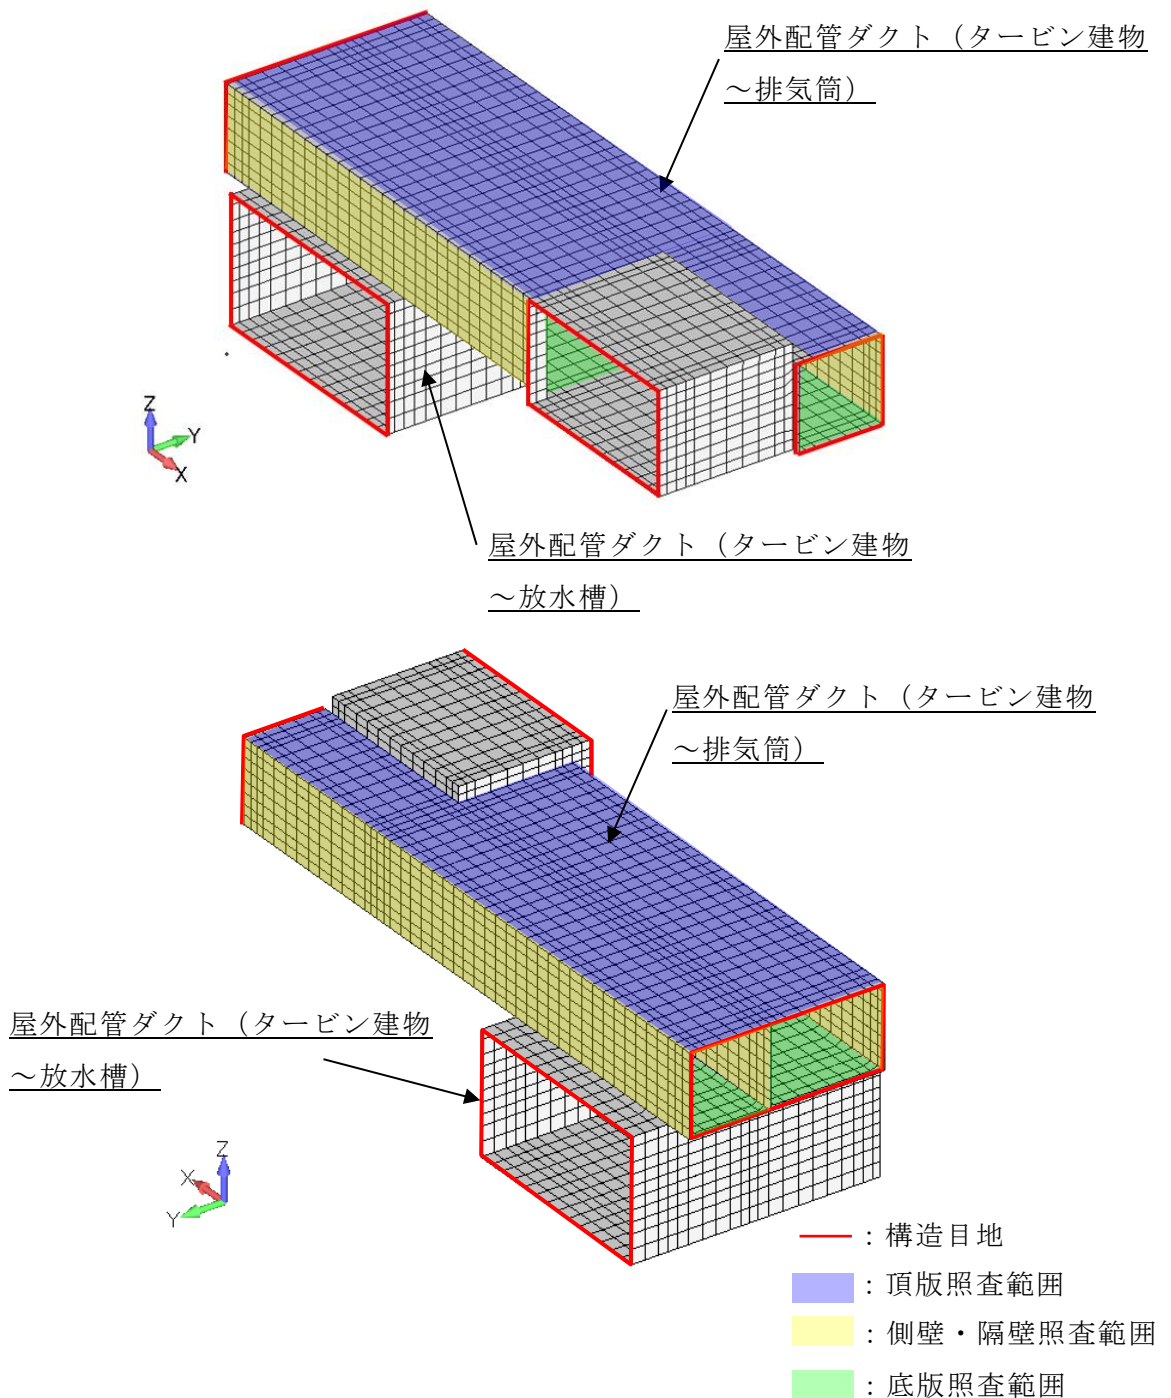 屋外配管ダクト（タービン建物
～排気筒）
Z
Y
X
屋外配管ダクト（タービン建物
～放水槽）
屋外配管ダクト（タービン建物
～排気筒）
屋外配管ダクト（タービン建物
～放水槽）
Z
X
Y
：構造目地
：頂版照査範囲
：側壁・隔壁照査範囲
：底版照査範囲